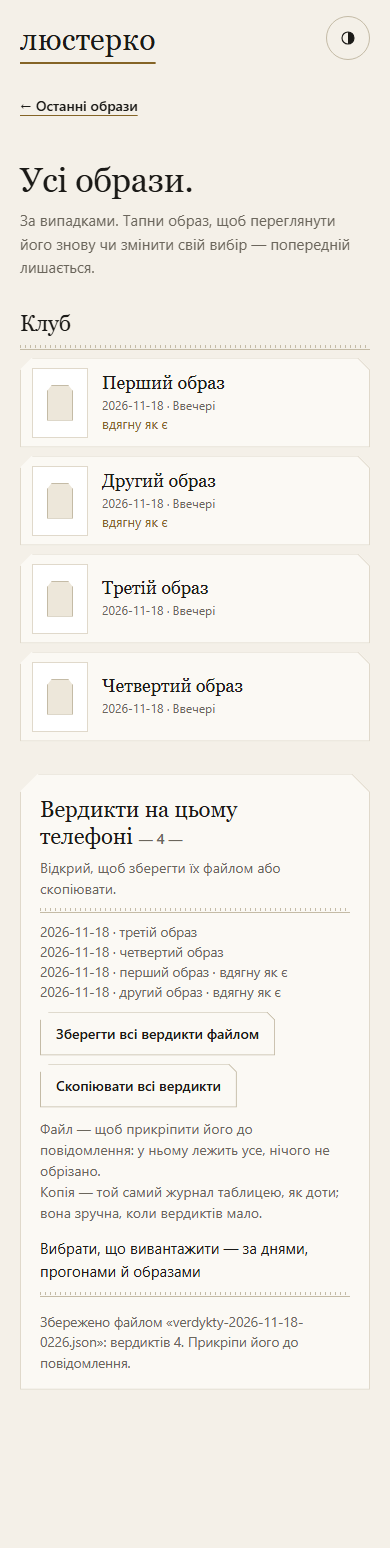 люстерко
← Останні образи
Усі образи.
За випадками. Тапни образ, щоб переглянути
його знову чи змінити свій вибір — попередній
лишається.
Клуб
Перший образ
2026-11-18 · Ввечері
вдягну як є
Другий образ
2026-11-18 · Ввечері
вдягну як є
Третій образ
2026-11-18 · Ввечері
Четвертий образ
2026-11-18 · Ввечері
Вердикти на цьому
телефоні — 4 —
Відкрий, щоб зберегти їх файлом або
скопіювати.
2026-11-18 · третій образ
2026-11-18 · четвертий образ
2026-11-18 · перший образ · вдягну як є
2026-11-18 · другий образ · вдягну як є
Зберегти всі вердикти файлом
Скопіювати всі вердикти
Файл — щоб прикріпити його до
повідомлення: у ньому лежить усе, нічого не
обрізано.
Копія — той самий журнал таблицею, як доти;
вона зручна, коли вердиктів мало.
Вибрати, що вивантажити — за днями,
прогонами й образами
Збережено файлом «verdykty-2026-11-18-
0226.json»: вердиктів 4. Прикріпи його до
повідомлення.